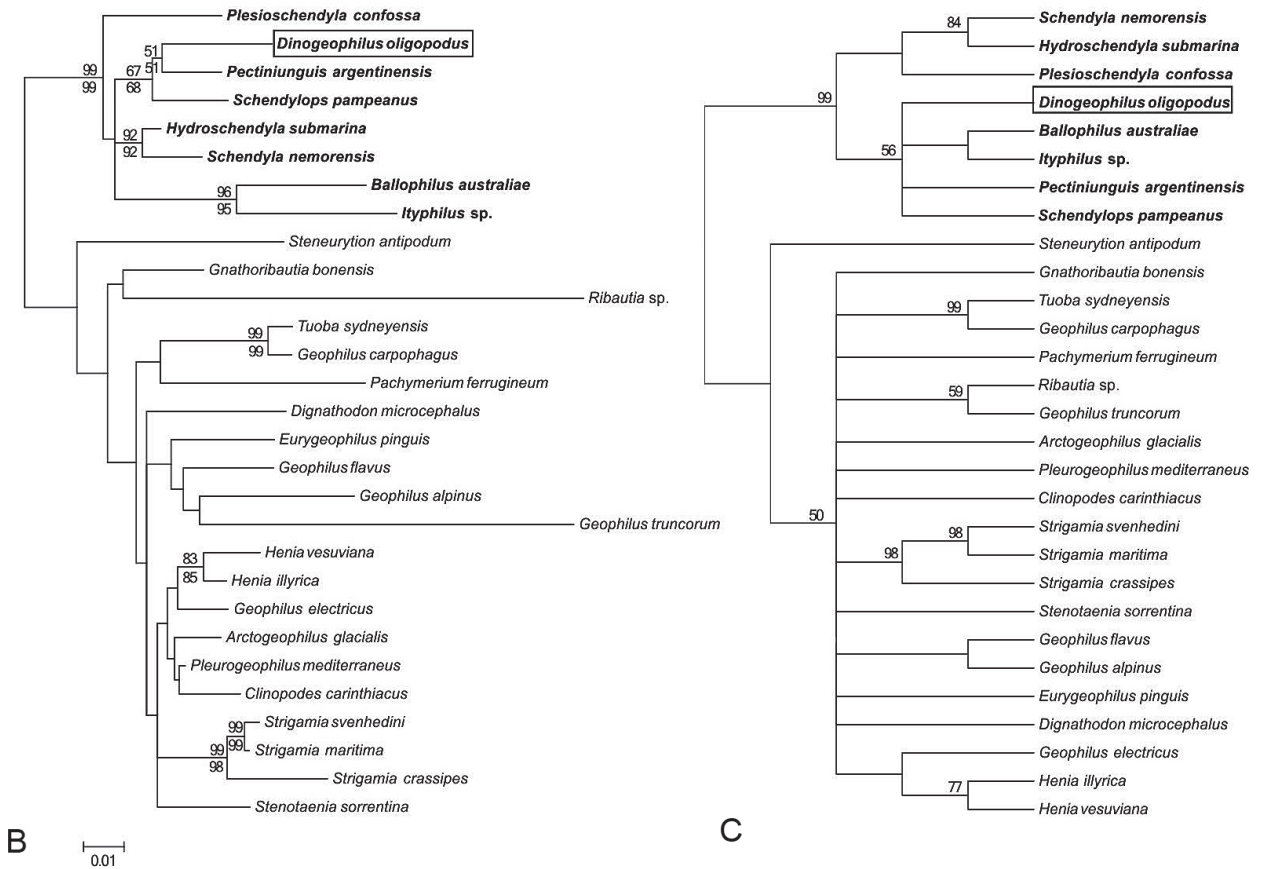 Plesioschendyla confossa
51
Dinogeophilus oligopodus
99
67
51
Pectiniunguis argentinensis
99
68
Schendylops pampeanus
92
Hydroschendyla submarina
92
Schendyla nemorensis
96
Ballophilus australiae
95
Ityphilus sp.
Steneurytion antipodum
Gnathoribautia bonensis
Ribautia sp.
99
Tuoba sydneyensis
99
Geophilus carpophagus
Pachymerium ferrugineum
Dignathodon microcephalus
Eurygeophilus pinguis
Geophilus flavus
Geophilus alpinus
Geophilus truncorum
83
Henia vesuviana
85
Henia illyrica
Geophilus electricus
Arctogeophilus glacialis
Pleurogeophilus mediterraneus
Clinopodes carinthiacus
99
Strigamia svenhedini
99
99
Strigamia maritima
98
Strigamia crassipes
Stenotaenia sorrentina
B
0.01
84
Schendyla nemorensis
Hydroschendyla submarina
Plesioschendyla confossa
99
Dinogeophilus oligopodus
Ballophilus australiae
56
Ityphilus sp.
Pectiniunguis argentinensis
Schendylops pampeanus
Steneurytion antipodum
Gnathoribautia bonensis
99
Tuoba sydneyensis
Geophilus carpophagus
Pachymerium ferrugineum
59
Ribautia sp.
Geophilus truncorum
Arctogeophilus glacialis
Pleurogeophilus mediterraneus
Clinopodes carinthiacus
50
98
98
Strigamia svenhedini
Strigamia maritima
Strigamia crassipes
Stenotaenia sorrentina
Geophilus flavus
Geophilus alpinus
Eurygeophilus pinguis
Dignathodon microcephalus
Geophilus electricus
77
Henia illyrica
Henia vesuviana
C